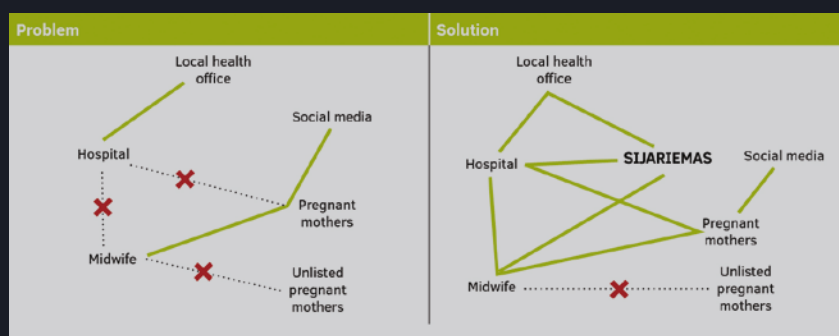 Problem
Local health
office
Social media
Hospital
Pregnant
mothers
Midwife
Unlisted
pregnant
mothers
Solution
Local health
office
Hospital
SIJARIEMAS
Social media
Pregnant
mothers
Midwife
Unlisted
pregnant
mothers